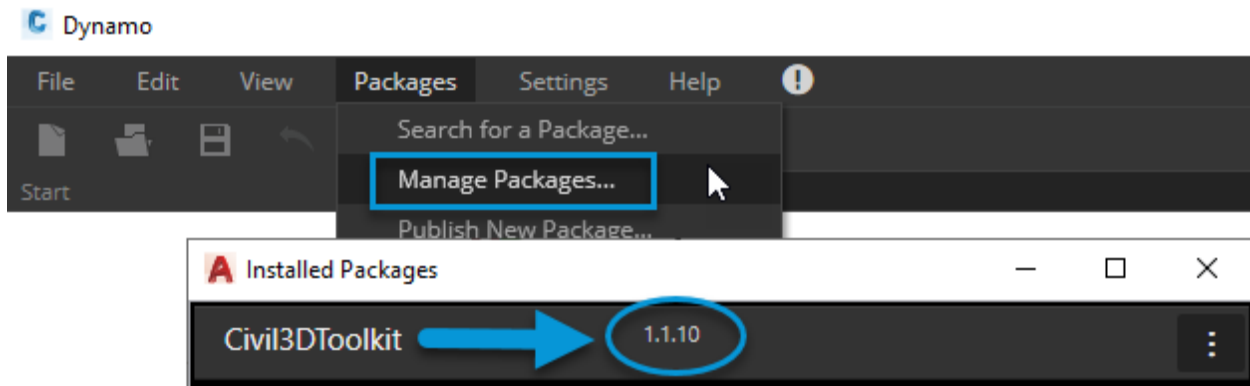 Dynamo
File Edit View Packages Settings Help
Search for a Package...
Manage Packages...
Start
Publish New Package...
Installed Packages
Civil3DToolkit 1.1.10